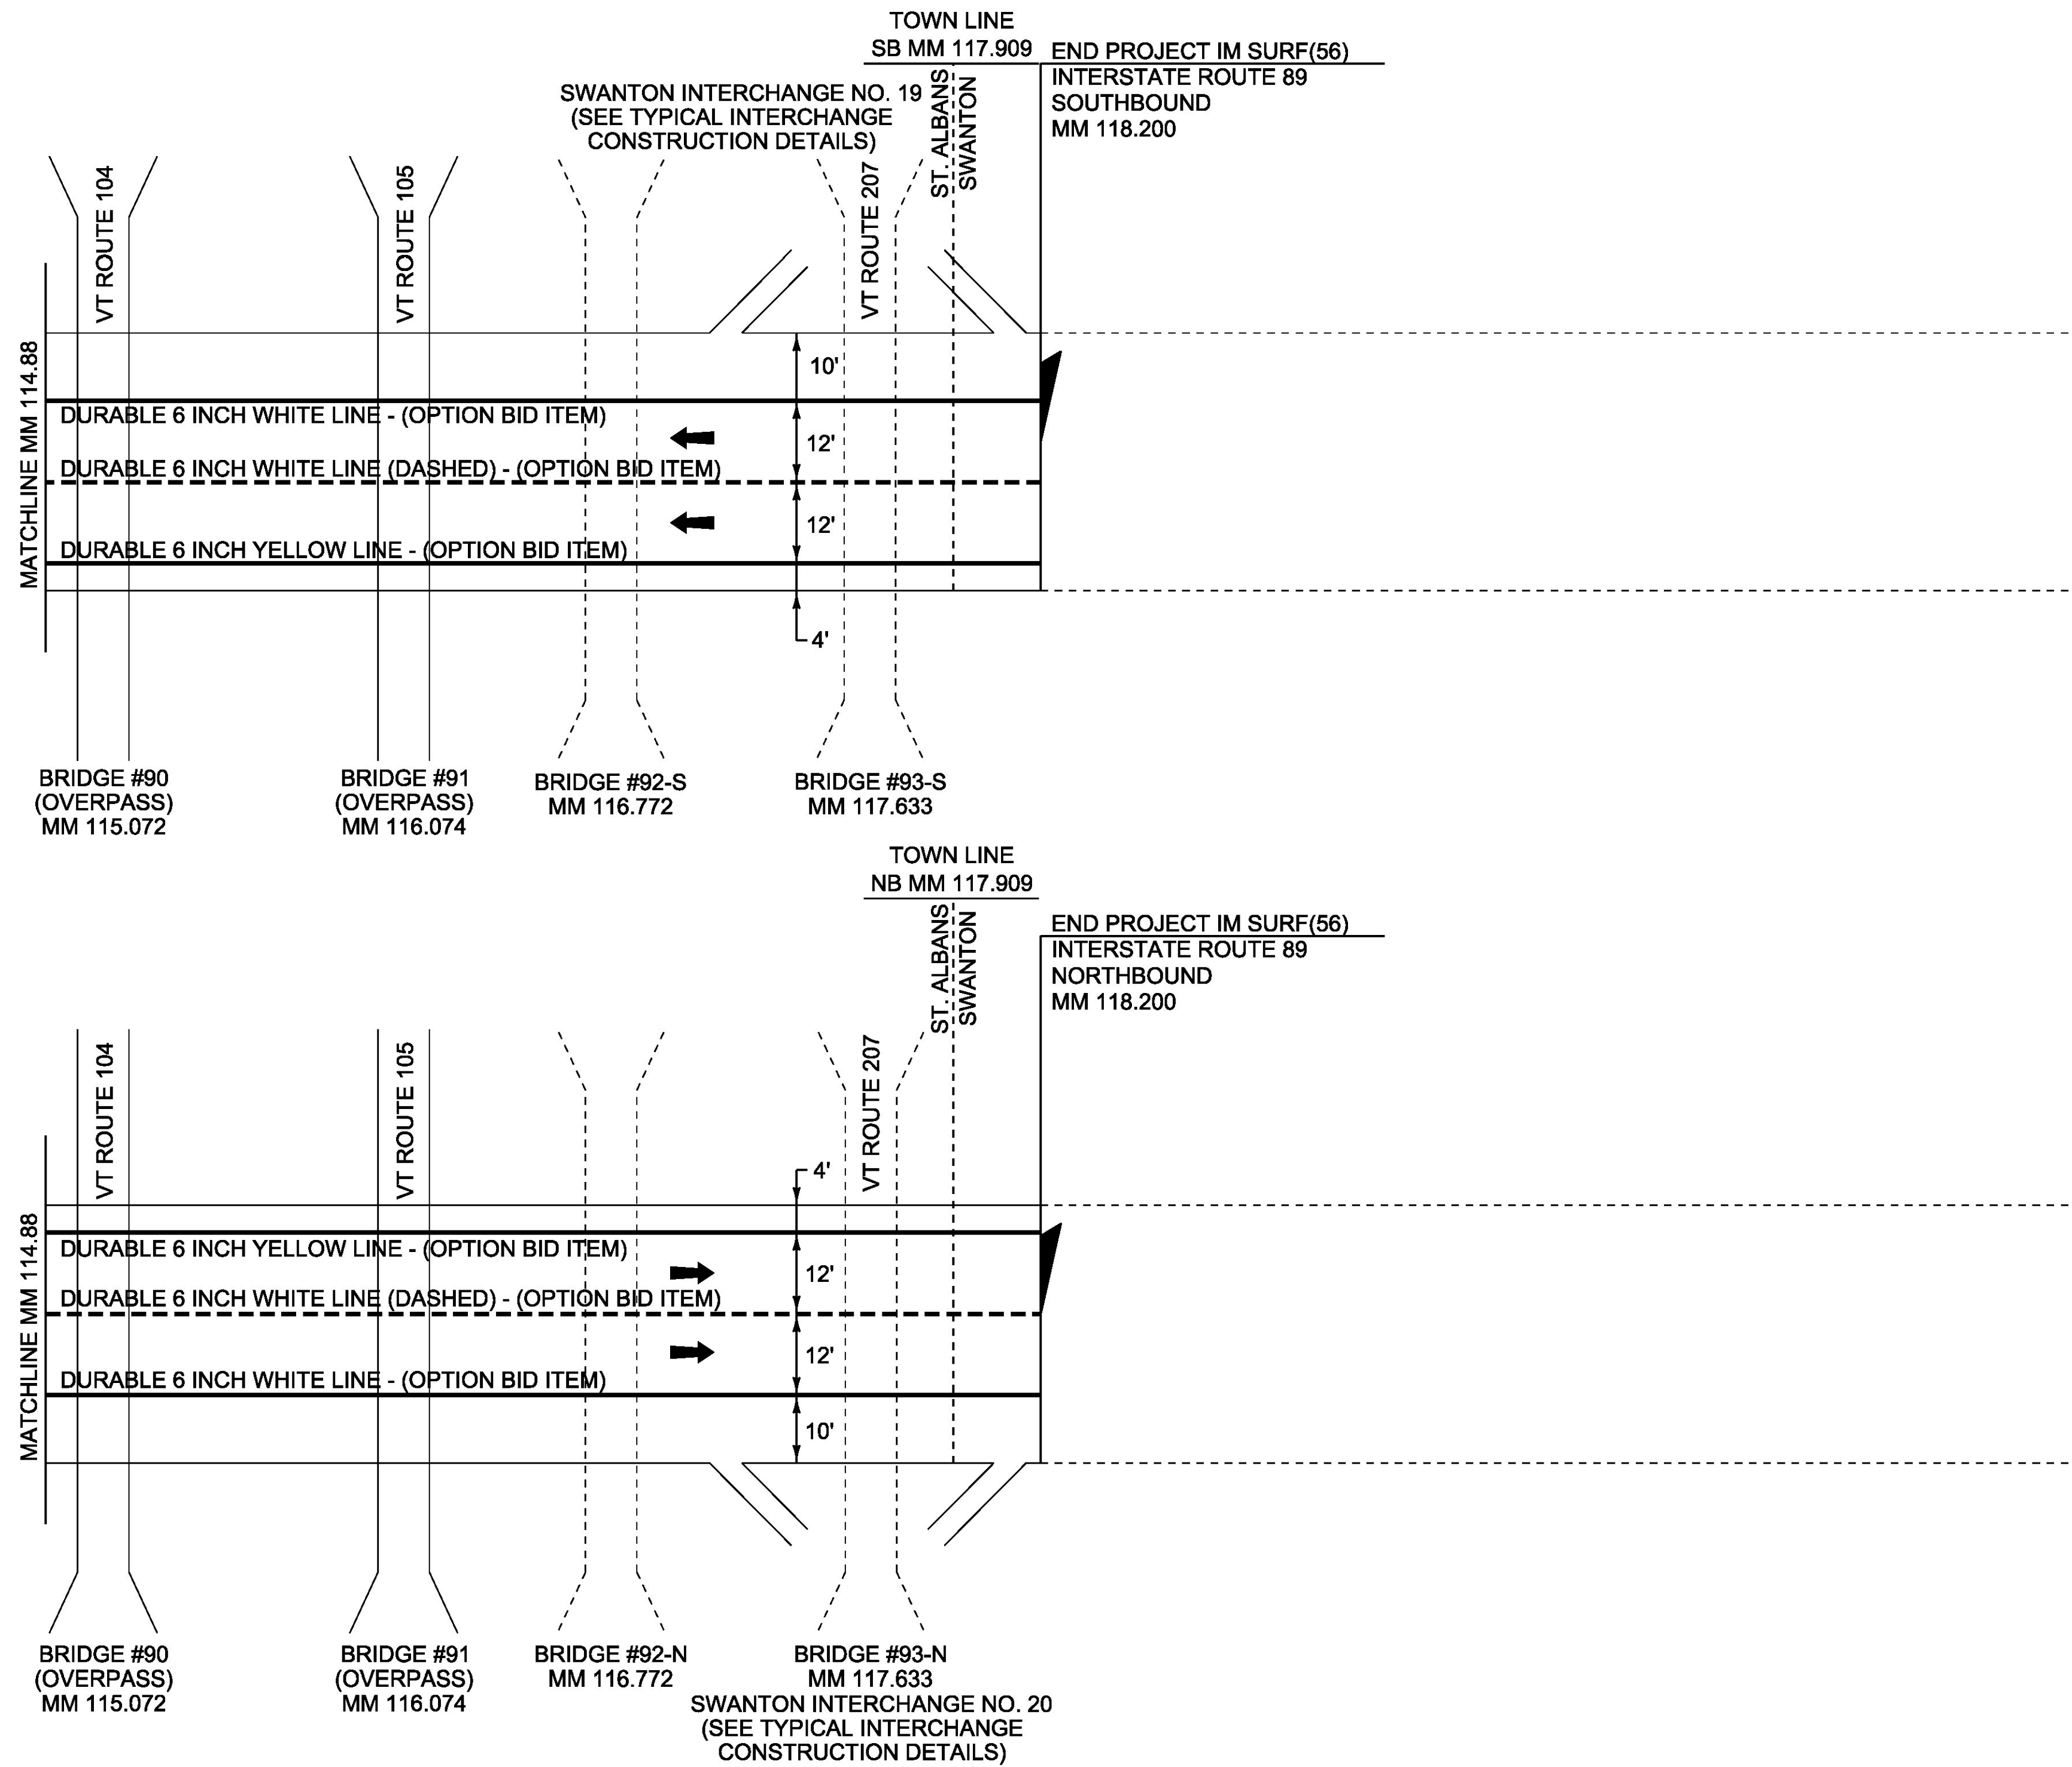 TOWN LINE
SB MM 117.909
END PROJECT IM SURF(56)
INTERSTATE ROUTE 89
SOUTHBOUND
MM 118.200
ST. ALBANS
SWANTON
SWANTON INTERCHANGE NO. 19
(SEE TYPICAL INTERCHANGE
CONSTRUCTION DETAILS)
VT ROUTE 104
VT ROUTE 105
VT ROUTE 207
MATCHLINE MM 114.88
10'
DURABLE 6 INCH WHITE LINE - (OPTION BID ITEM)
12'
DURABLE 6 INCH WHITE LINE (DASHED) - (OPTION BID ITEM)
12'
DURABLE 6 INCH YELLOW LINE - (OPTION BID ITEM)
4'
BRIDGE #90
(OVERPASS)
MM 115.072
BRIDGE #91
(OVERPASS)
MM 116.074
BRIDGE #92-S
MM 116.772
BRIDGE #93-S
MM 117.633
TOWN LINE
NB MM 117.909
END PROJECT IM SURF(56)
INTERSTATE ROUTE 89
NORTHBOUND
MM 118.200
ST. ALBANS
SWANTON
VT ROUTE 104
VT ROUTE 105
VT ROUTE 207
MATCHLINE MM 114.88
4'
DURABLE 6 INCH YELLOW LINE - (OPTION BID ITEM)
12'
DURABLE 6 INCH WHITE LINE (DASHED) - (OPTION BID ITEM)
12'
DURABLE 6 INCH WHITE LINE - (OPTION BID ITEM)
10'
BRIDGE #90
(OVERPASS)
MM 115.072
BRIDGE #91
(OVERPASS)
MM 116.074
BRIDGE #92-N
MM 116.772
BRIDGE #93-N
MM 117.633
SWANTON INTERCHANGE NO. 20
(SEE TYPICAL INTERCHANGE
CONSTRUCTION DETAILS)